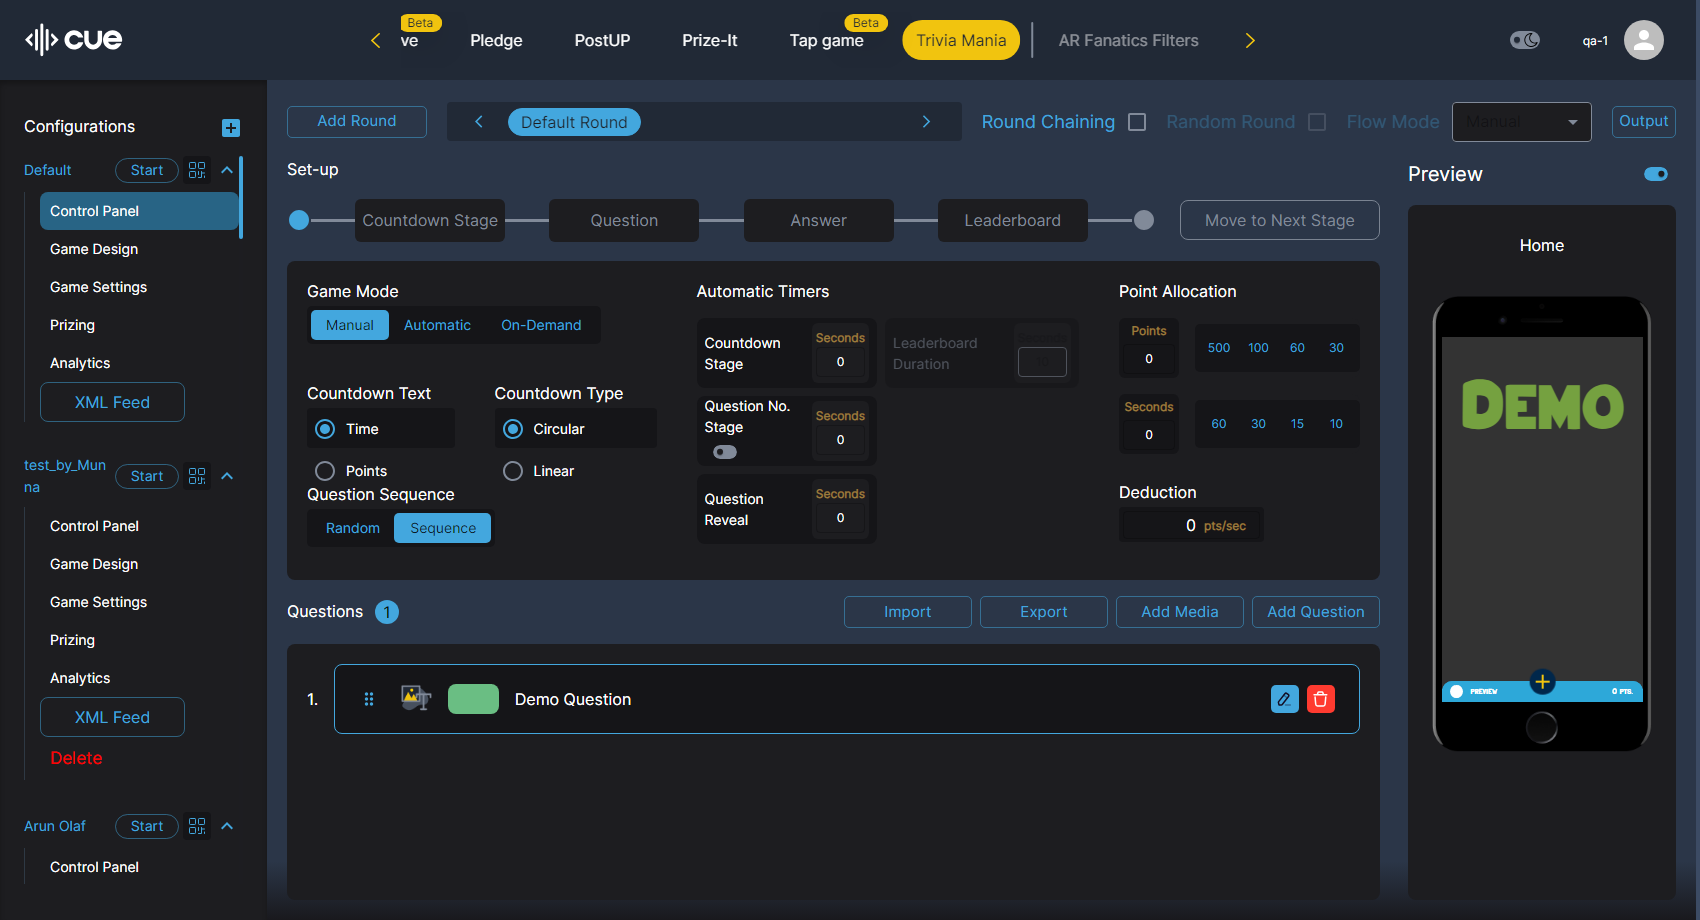 cue
Beta
ve
Pledge
PostUP
Prize-It
Beta
Tap game
Trivia Mania
AR Fanatics Filters
qa-1
Configurations
Default
Start
Control Panel
Game Design
Game Settings
Prizing
Analytics
XML Feed
test_by_Mun
na
Start
Control Panel
Game Design
Game Settings
Prizing
Analytics
XML Feed
Delete
Arun Olaf
Start
Control Panel
Add Round
Default Round
Round Chaining
Random Round
Flow Mode
Manual
Output
Set-up
Countdown Stage
Question
Answer
Leaderboard
Move to Next Stage
Game Mode
Manual
Automatic
On-Demand
Countdown Text
Time
Points
Countdown Type
Circular
Linear
Question Sequence
Random
Sequence
Automatic Timers
Countdown
Stage
Seconds
0
Leaderboard
Duration
Question No.
Stage
Seconds
0
Question
Reveal
Seconds
0
Point Allocation
Points
0
500
100
60
30
Seconds
0
60
30
15
10
Deduction
0 pts/sec
Questions
1
Import
Export
Add Media
Add Question
1.
Demo Question
Preview
Home
DEMO
PREVIEW
0 PTS.